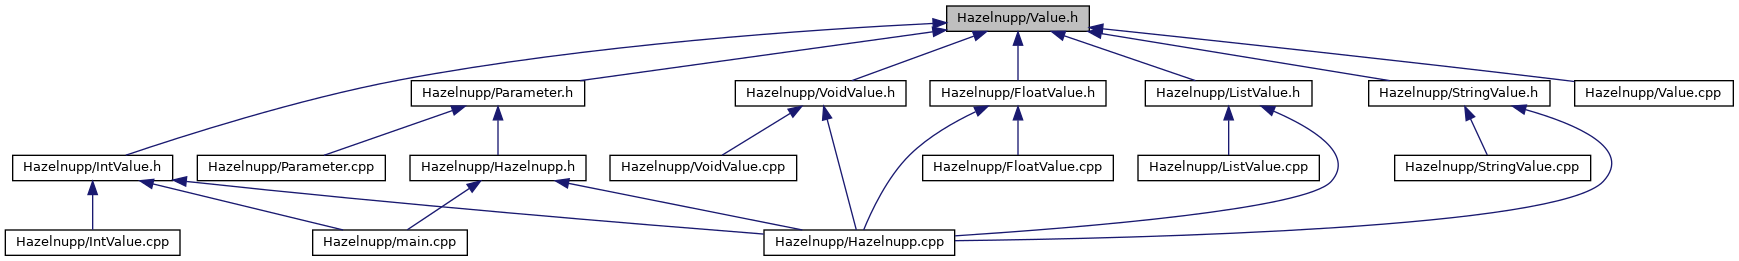 Hazelnupp/Value.h
Hazelnupp/Parameter.h
Hazelnupp/VoidValue.h
Hazelnupp/FloatValue.h
Hazelnupp/ListValue.h
Hazelnupp/StringValue.h
Hazelnupp/Value.cpp
Hazelnupp/IntValue.h
Hazelnupp/Parameter.cpp
Hazelnupp/Hazelnupp.h
Hazelnupp/VoidValue.cpp
Hazelnupp/FloatValue.cpp
Hazelnupp/ListValue.cpp
Hazelnupp/StringValue.cpp
Hazelnupp/IntValue.cpp
Hazelnupp/main.cpp
Hazelnupp/Hazelnupp.cpp